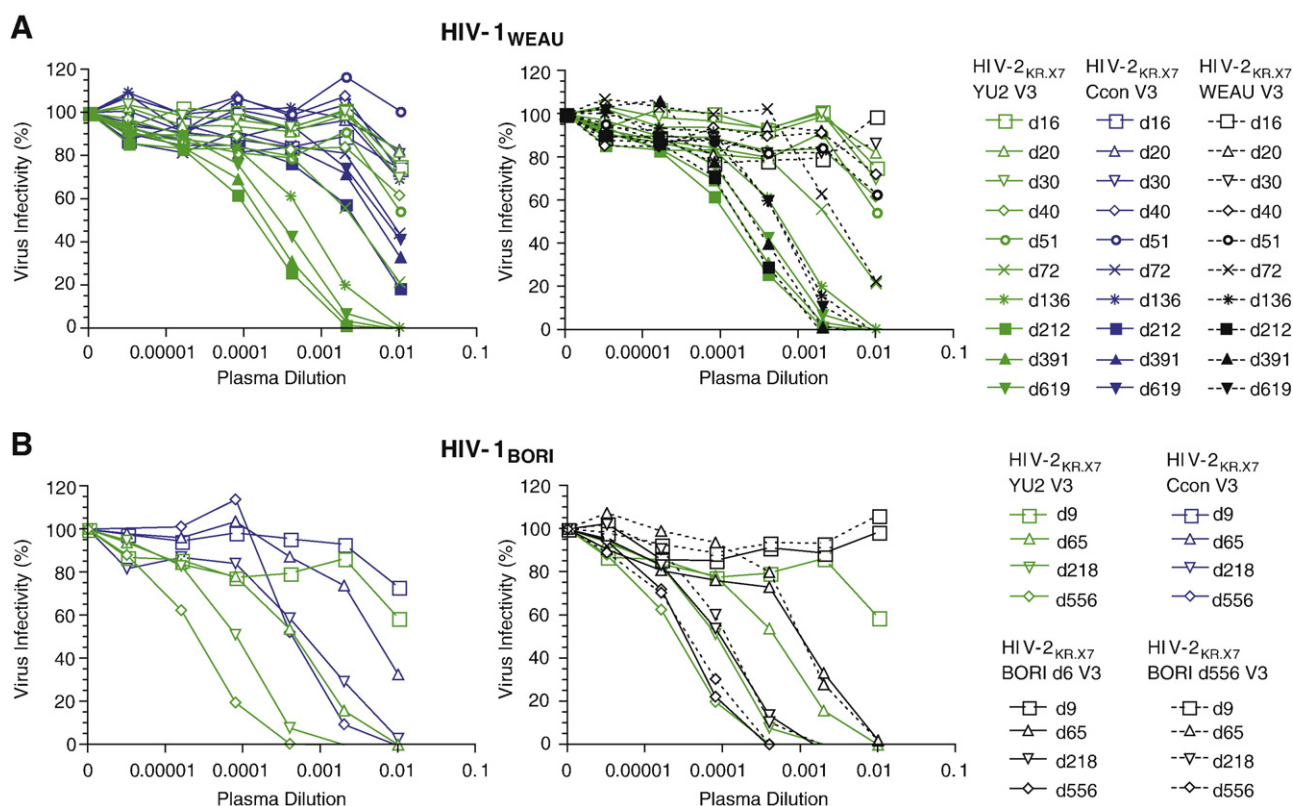 A
HIV-1WEAU
Virus Infectivity (%)
120
100
80
60
40
20
0
0 0.00001 0.0001 0.001 0.01 0.1
Plasma Dilution
Virus Infectivity (%)
120
100
80
60
40
20
0
0 0.00001 0.0001 0.001 0.01 0.1
Plasma Dilution
HIV-2KR.X7 HIV-2KR.X7 HIV-2KR.X7
YU2 V3 Ccon V3 WEAU V3
d16 d16 d16
d20 d20 d20
d30 d30 d30
d40 d40 d40
d51 d51 d51
d72 d72 d72
d136 d136 d136
d212 d212 d212
d391 d391 d391
d619 d619 d619
B
HIV-1BORI
Virus Infectivity (%)
120
100
80
60
40
20
0
0 0.00001 0.0001 0.001 0.01 0.1
Plasma Dilution
Virus Infectivity (%)
120
100
80
60
40
20
0
0 0.00001 0.0001 0.001 0.01 0.1
Plasma Dilution
HIV-2KR.X7 HIV-2KR.X7
YU2 V3 Ccon V3
d9 d9
d65 d65
d218 d218
d556 d556
HIV-2KR.X7 HIV-2KR.X7
BORI d6 V3 BORI d556 V3
d9 d9
d65 d65
d218 d218
d556 d556